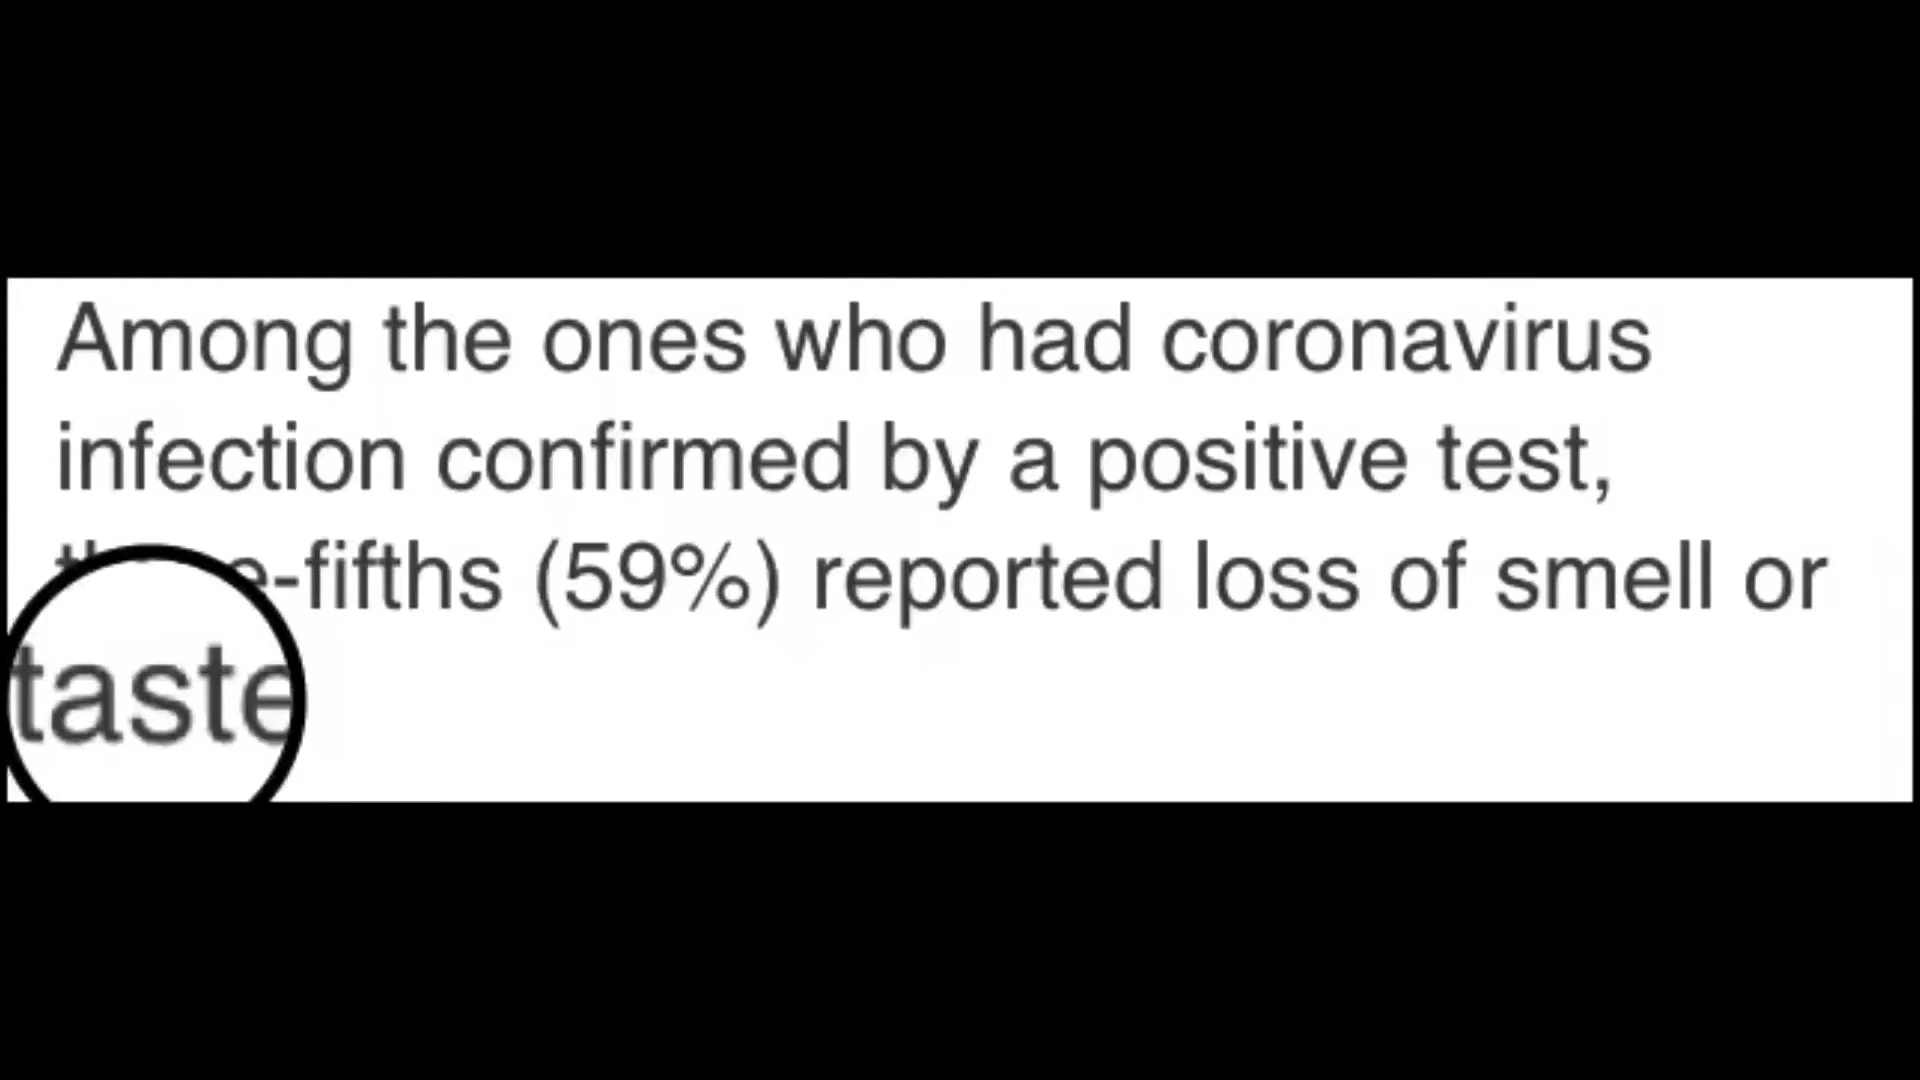 Among the ones who had coronavirus
infection confirmed by a positive test,
three-fifths (59%) reported loss of smell or
taste